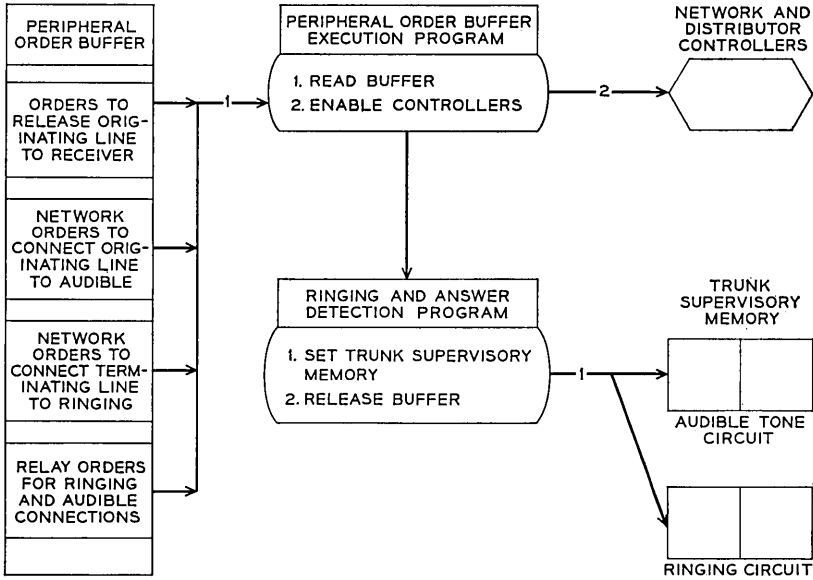 PERIPHERAL
ORDER BUFFER
ORDERS TO
RELEASE ORIG-
INATING LINE
TO RECEIVER
NETWORK
ORDERS TO
CONNECT ORIG-
INATING LINE
TO AUDIBLE
NETWORK
ORDERS TO
CONNECT TERM-
INATING LINE
TO RINGING
RELAY ORDERS
FOR RINGING
AND AUDIBLE
CONNECTIONS
1
PERIPHERAL ORDER BUFFER
EXECUTION PROGRAM
1. READ BUFFER
2. ENABLE CONTROLLERS
2
NETWORK AND
DISTRIBUTOR
CONTROLLERS
RINGING AND ANSWER
DETECTION PROGRAM
1. SET TRUNK SUPERVISORY
MEMORY
2. RELEASE BUFFER
1
TRUNK
SUPERVISORY
MEMORY
AUDIBLE TONE
CIRCUIT
RINGING CIRCUIT